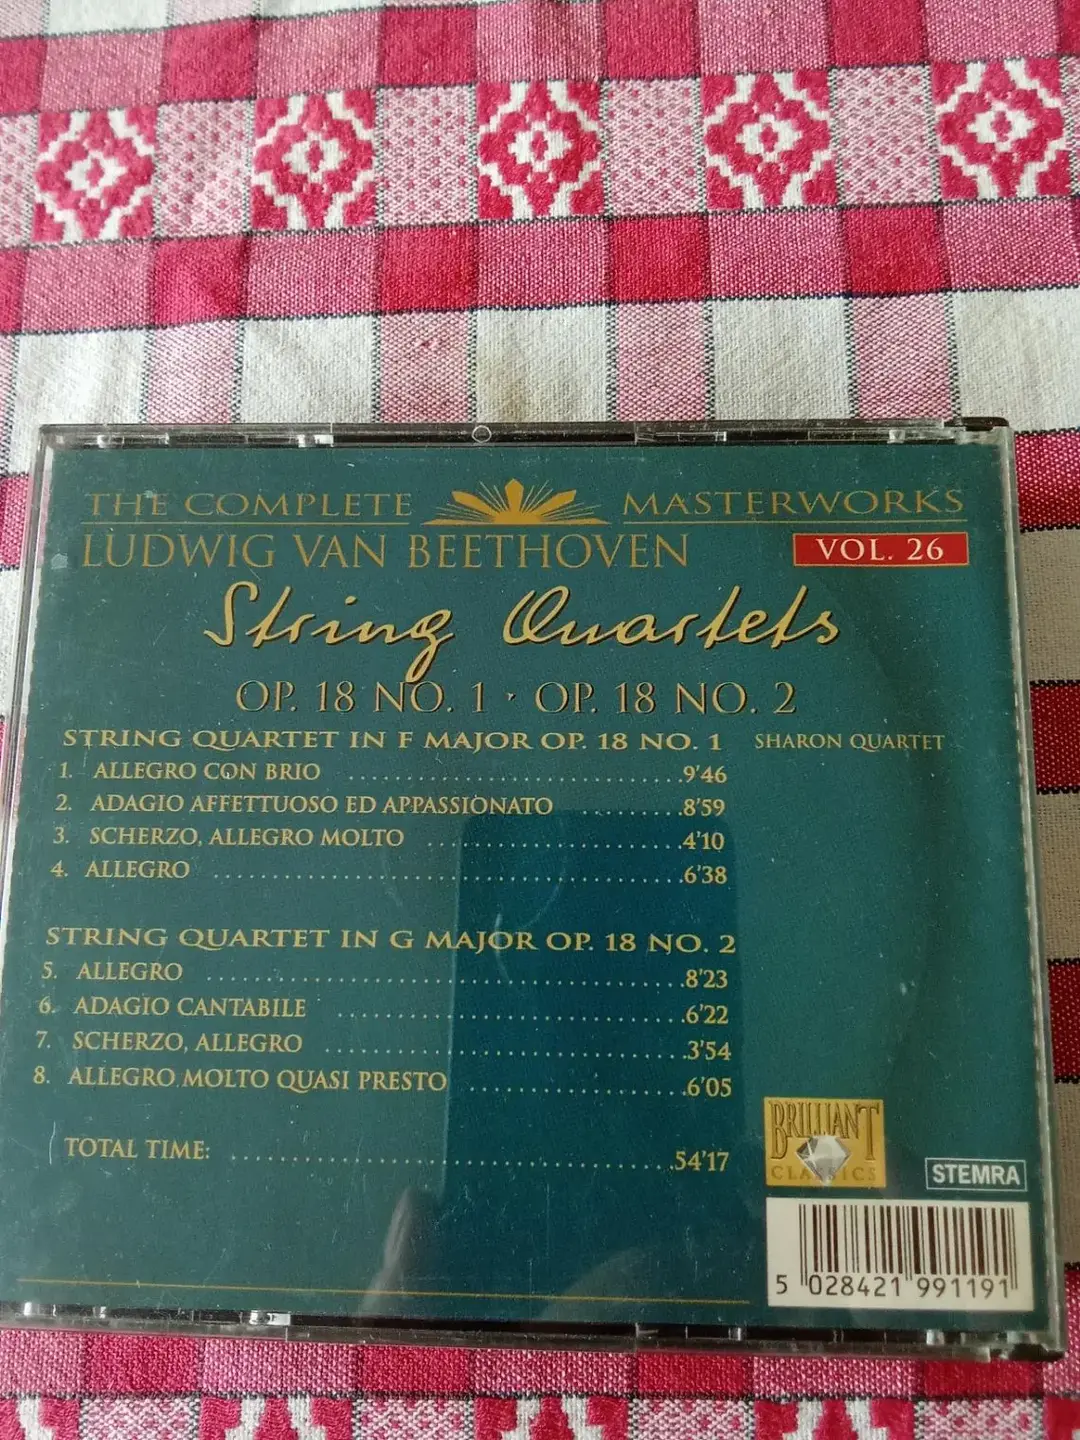 THE COMPLETE MASTERWORKS
LUDWIG VAN BEETHOVEN VOL. 26
String Quartets
OP. 18 NO. 1 · OP. 18 NO. 2
STRING QUARTET IN F MAJOR OP. 18 NO. 1 SHARON QUARTET
1. ALLEGRO CON BRIO ................................9'46
2. ADAGIO AFFETTUOSO ED APPASSIONATO ..........8'59
3. SCHERZO, ALLEGRO MOLTO ........................4'10
4. ALLEGRO .............................................6'38
STRING QUARTET IN G MAJOR OP. 18 NO. 2
5. ALLEGRO .............................................8'23
6. ADAGIO CANTABILE .................................6'22
7. SCHERZO, ALLEGRO ..................................3'54
8. ALLEGRO MOLTO QUASI PRESTO .....................6'05
TOTAL TIME: ..........................................54'17
BRILLIANT
CLASSICS
STEMRA
5 028421 991191